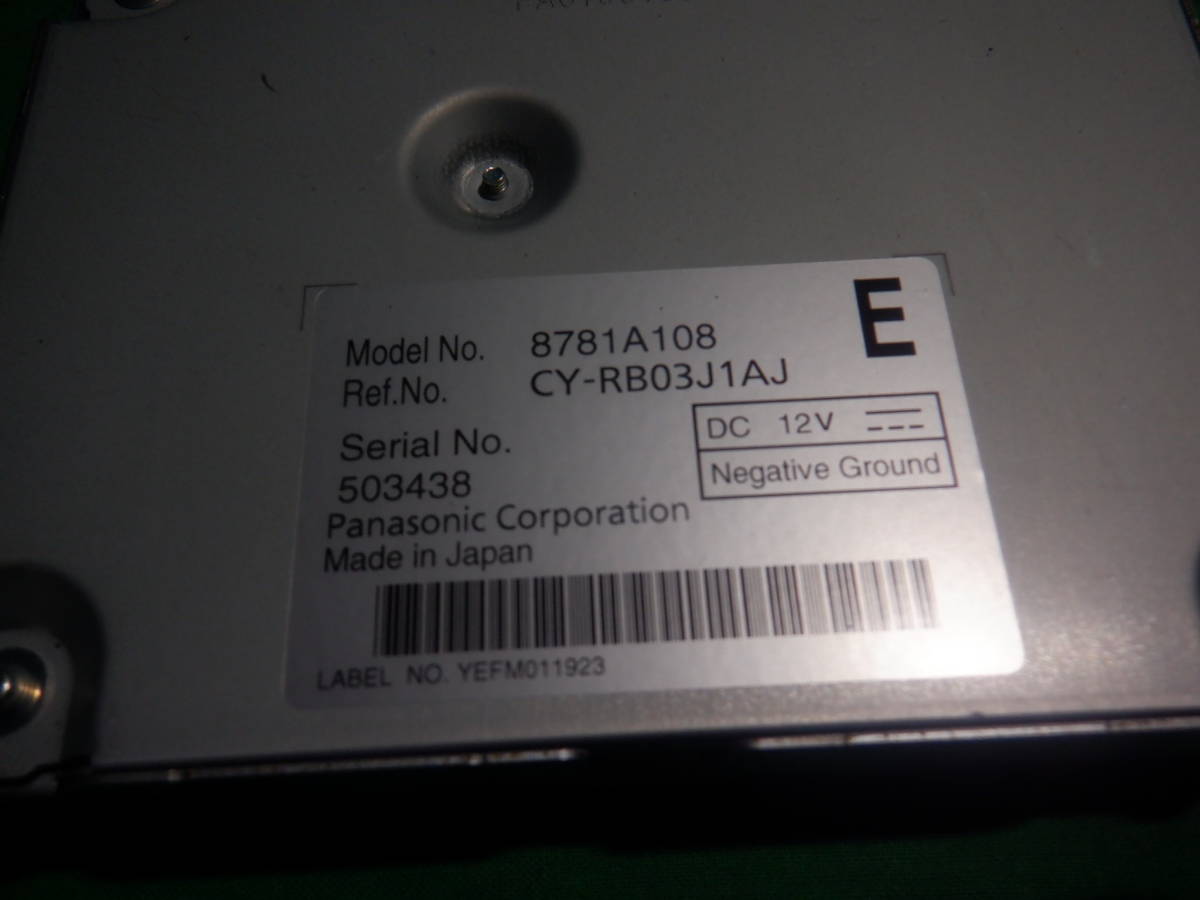 E
Model No. 8781A108
Ref.No. CY-RB03J1AJ
Serial No.
503438
DC 12V
Negative Ground
Panasonic Corporation
Made in Japan
LABEL NO. YEFM011923